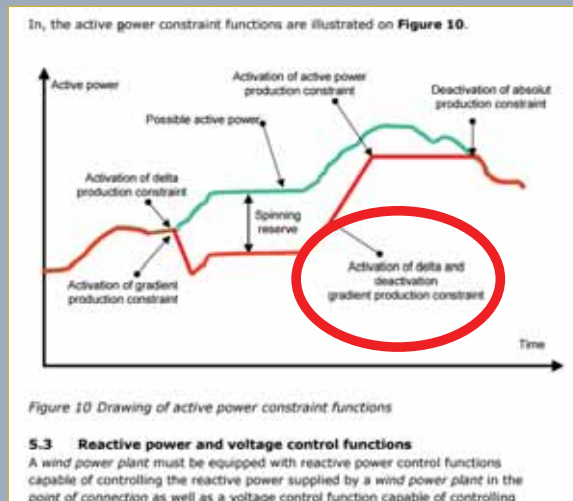 In, the active power constraint functions are illustrated on Figure 10.
Active power
Activation of active power
production constraint
Deactivation of absolut
production constraint
Possible active power
Activation of delta
production constraint
Spinning
reserve
Activation of gradient
production constraint
Activation of delta and
deactivation
gradient production constraint
Time
Figure 10 Drawing of active power constraint functions
5.3 Reactive power and voltage control functions
A wind power plant must be equipped with reactive power control functions
capable of controlling the reactive power supplied by a wind power plant in the
point of connection as well as a voltage control function capable of controlling